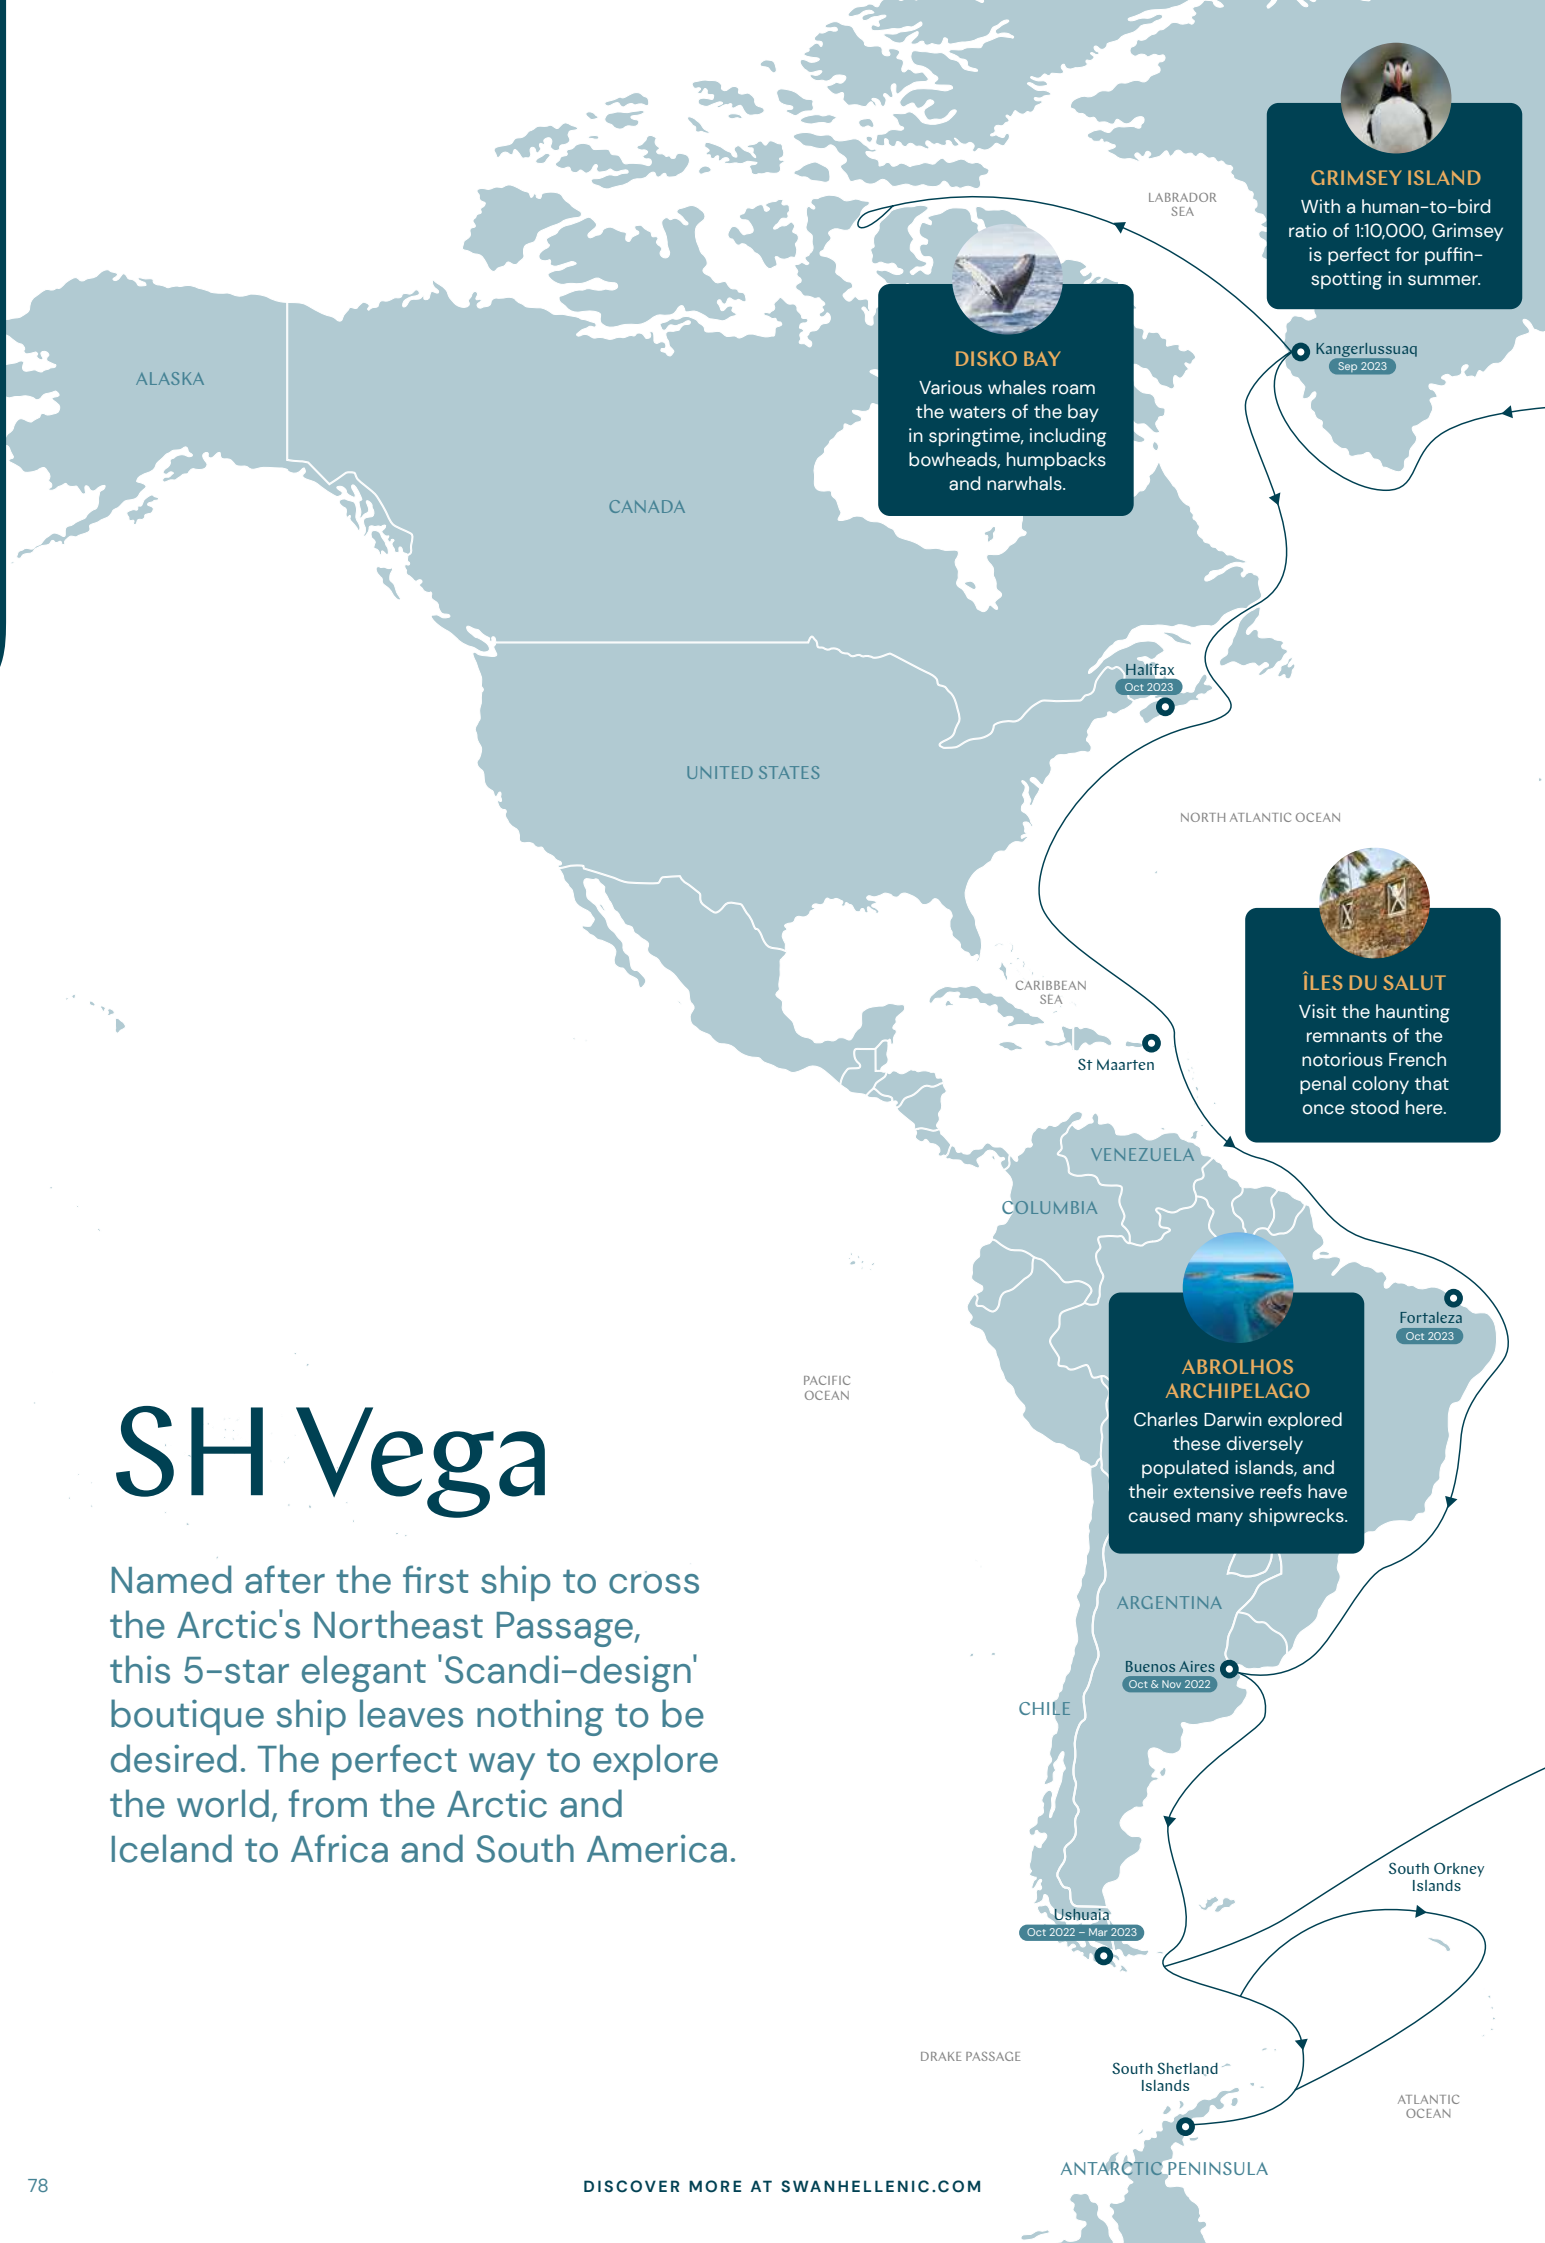 GRIMSEY ISLAND
With a human-to-bird
ratio of 1:10,000, Grimsey
is perfect for puffin-
spotting in summer.
LABRADOR
SEA
DISKO BAY
Various whales roam
the waters of the bay
in springtime, including
bowheads, humpbacks
and narwhals.
Kangerlussuaq
Sep 2023
ALASKA
CANADA
Halifax
Oct 2023
UNITED STATES
NORTH ATLANTIC OCEAN
ÎLES DU SALUT
Visit the haunting
remnants of the
notorious French
penal colony that
once stood here.
CARIBBEAN
SEA
St Maarten
VENEZUELA
COLUMBIA
Fortaleza
Oct 2023
ABROLHOS
ARCHIPELAGO
Charles Darwin explored
these diversely
populated islands, and
their extensive reefs have
caused many shipwrecks.
PACIFIC
OCEAN
SH Vega
Named after the first ship to cross
the Arctic's Northeast Passage,
this 5-star elegant 'Scandi-design'
boutique ship leaves nothing to be
desired. The perfect way to explore
the world, from the Arctic and
Iceland to Africa and South America.
ARGENTINA
Buenos Aires
Oct & Nov 2022
CHILE
South Orkney
Islands
Ushuaia
Oct 2022 – Mar 2023
DRAKE PASSAGE
South Shetland
Islands
ATLANTIC
OCEAN
ANTARCTIC PENINSULA
78
DISCOVER MORE AT SWANHELLENIC.COM